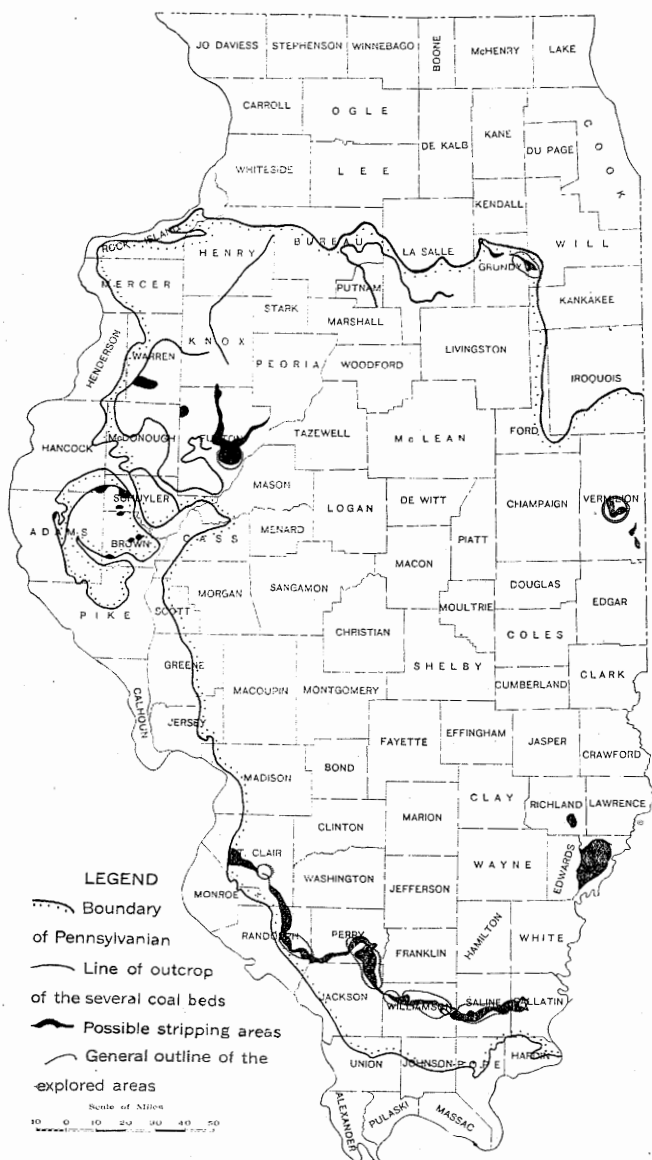 JO DAVIESS STEPHENSON WINNEBAGO BOONE McHENRY LAKE
CARROLL OGLE
DE KALB KANE DU PAGE COOK
WHITESIDE LEE
KENDALL
ROCK ISLAND HENRY BUREAU LA SALLE GRUNDY WILL
MERCER PUTNAM KANKAKEE
STARK MARSHALL
HENDERSON WARREN KNOX PEORIA WOODFORD LIVINGSTON IROQUOIS
HANCOCK McDONOUGH FULTON TAZEWELL McLEAN FORD
MASON
SCHUYLER LOGAN DE WITT CHAMPAIGN VERMILION
ADAMS BROWN CASS MENARD PIATT
MACON
MORGAN SANGAMON DOUGLAS EDGAR
PIKE SCOTT MOULTRIE
CHRISTIAN COLES
GREENE SHELBY CLARK
CALHOUN MACOUPIN MONTGOMERY CUMBERLAND
JERSEY
FAYETTE EFFINGHAM JASPER CRAWFORD
MADISON BOND
CLAY RICHLAND LAWRENCE
MARION
CLINTON
ST. CLAIR WAYNE EDWARDS
MONROE WASHINGTON JEFFERSON
RANDOLPH PERRY FRANKLIN HAMILTON WHITE
JACKSON WILLIAMSON SALINE GALLATIN
UNION JOHNSON POPE HARDIN
ALEXANDER PULASKI MASSAC
LEGEND
Boundary
of Pennsylvanian
Line of outcrop
of the several coal beds
Possible stripping areas
General outline of the
explored areas
Scale of Miles
10 0 10 20 30 40 50